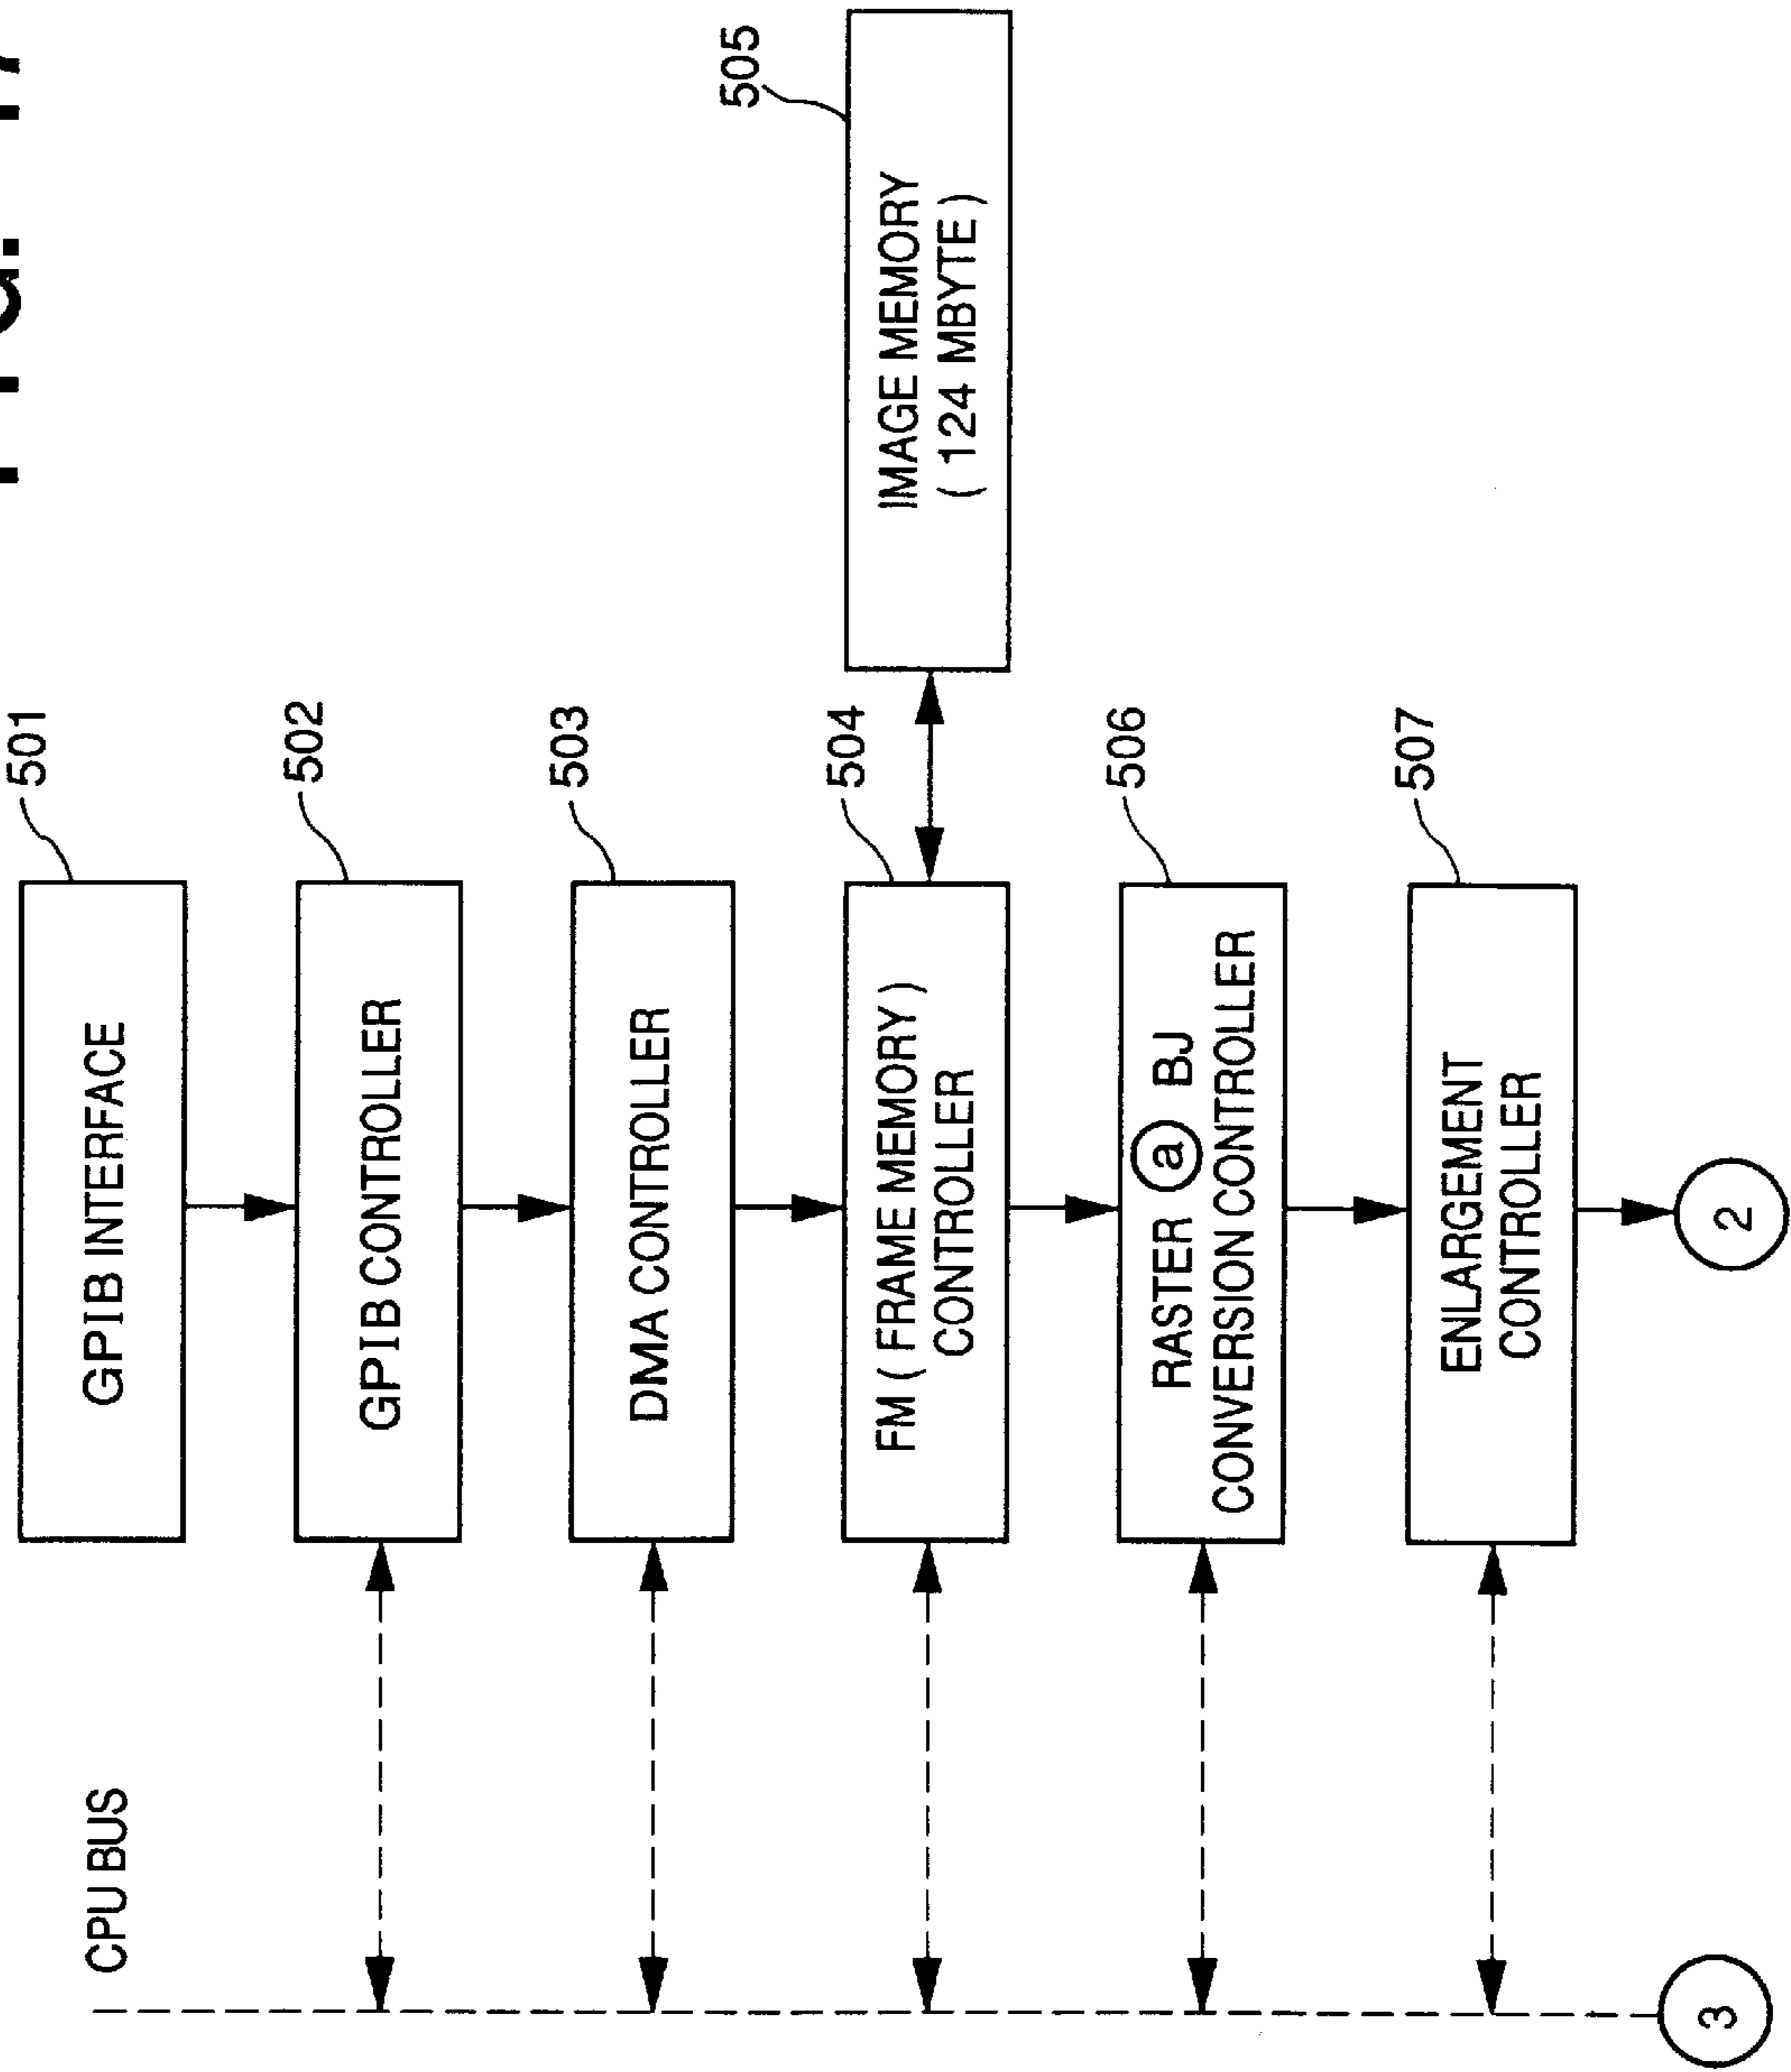 501
GPIB INTERFACE
CPU BUS
502
GPIB CONTROLLER
503
DMA CONTROLLER
504
FM ( FRAME MEMORY )
CONTROLLER
505
IMAGE MEMORY
( 124 MBYTE )
506
RASTER a BJ
CONVERSION CONTROLLER
507
ENLARGEMENT
CONTROLLER
2
3